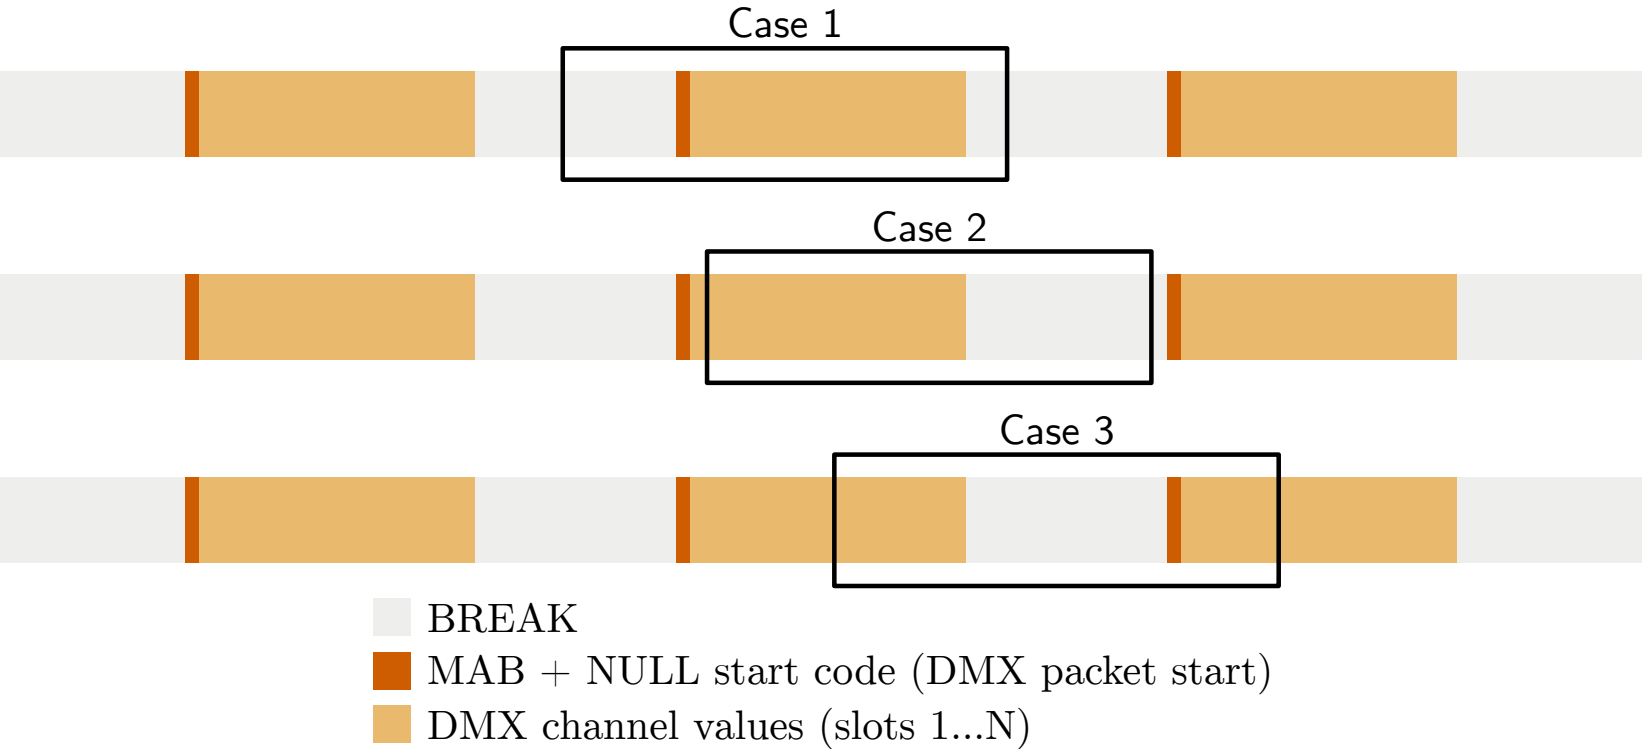 Case 1
Case 2
Case 3
BREAK
MAB + NULL start code (DMX packet start)
DMX channel values (slots 1...N)